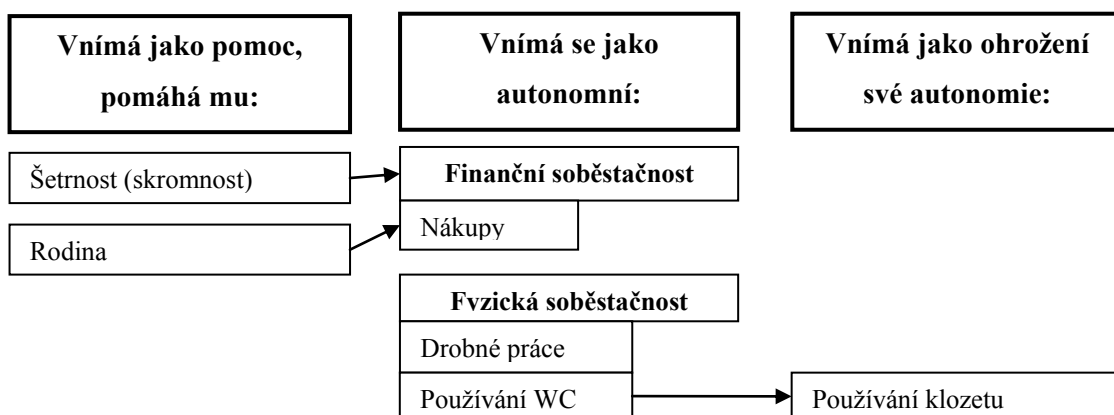 Vnímá jako pomoc,
pomáhá mu:
Vnímá se jako
autonomní:
Vnímá jako ohrožení
své autonomie:
Šetrnost (skromnost)
Finanční soběstačnost
Nákupy
Rodina
Fyzická soběstačnost
Drobné práce
Používání WC
Používání klozetu